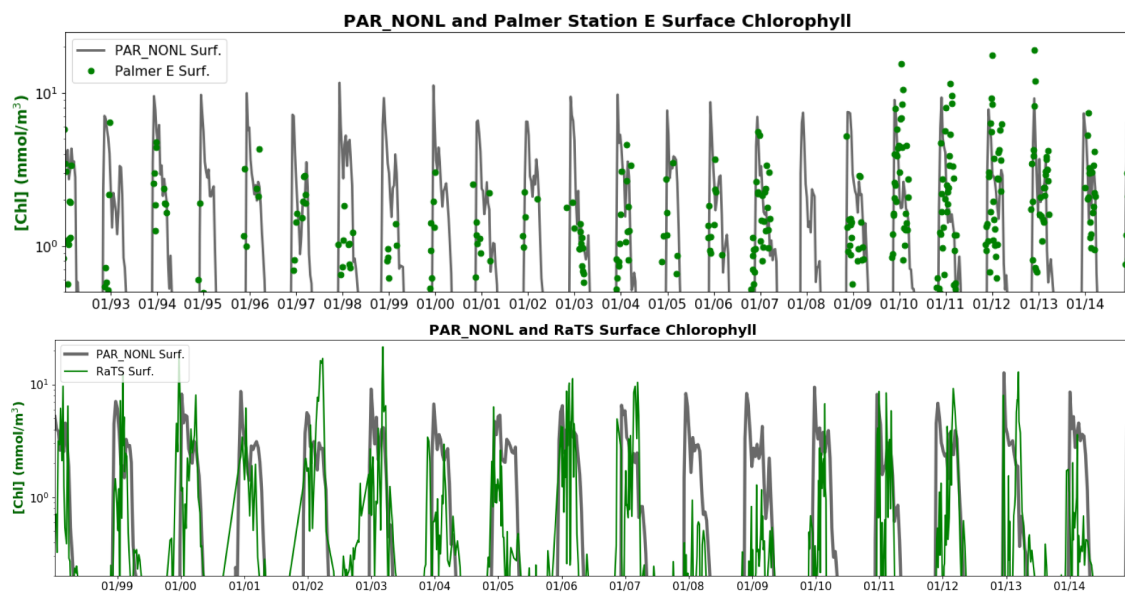 PAR_NONL and Palmer Station E Surface Chlorophyll
PAR_NONL Surf.
Palmer E Surf.
[Chl] (mmol/m³)
10¹
10⁰
01/93 01/94 01/95 01/96 01/97 01/98 01/99 01/00 01/01 01/02 01/03 01/04 01/05 01/06 01/07 01/08 01/09 01/10 01/11 01/12 01/13 01/14
PAR_NONL and RaTS Surface Chlorophyll
PAR_NONL Surf.
RaTS Surf.
[Chl] (mmol/m³)
10¹
10⁰
01/99 01/00 01/01 01/02 01/03 01/04 01/05 01/06 01/07 01/08 01/09 01/10 01/11 01/12 01/13 01/14